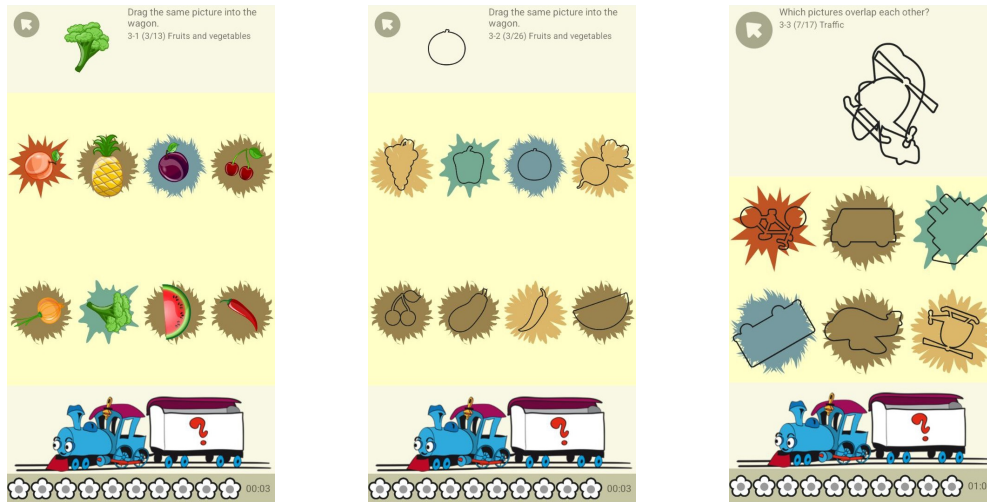 Drag the same picture into the
wagon.
3-1 (3/13) Fruits and vegetables
?
00:03
Drag the same picture into the
wagon.
3-2 (3/26) Fruits and vegetables
?
00:03
Which pictures overlap each other?
3-3 (7/17) Traffic
?
01:0